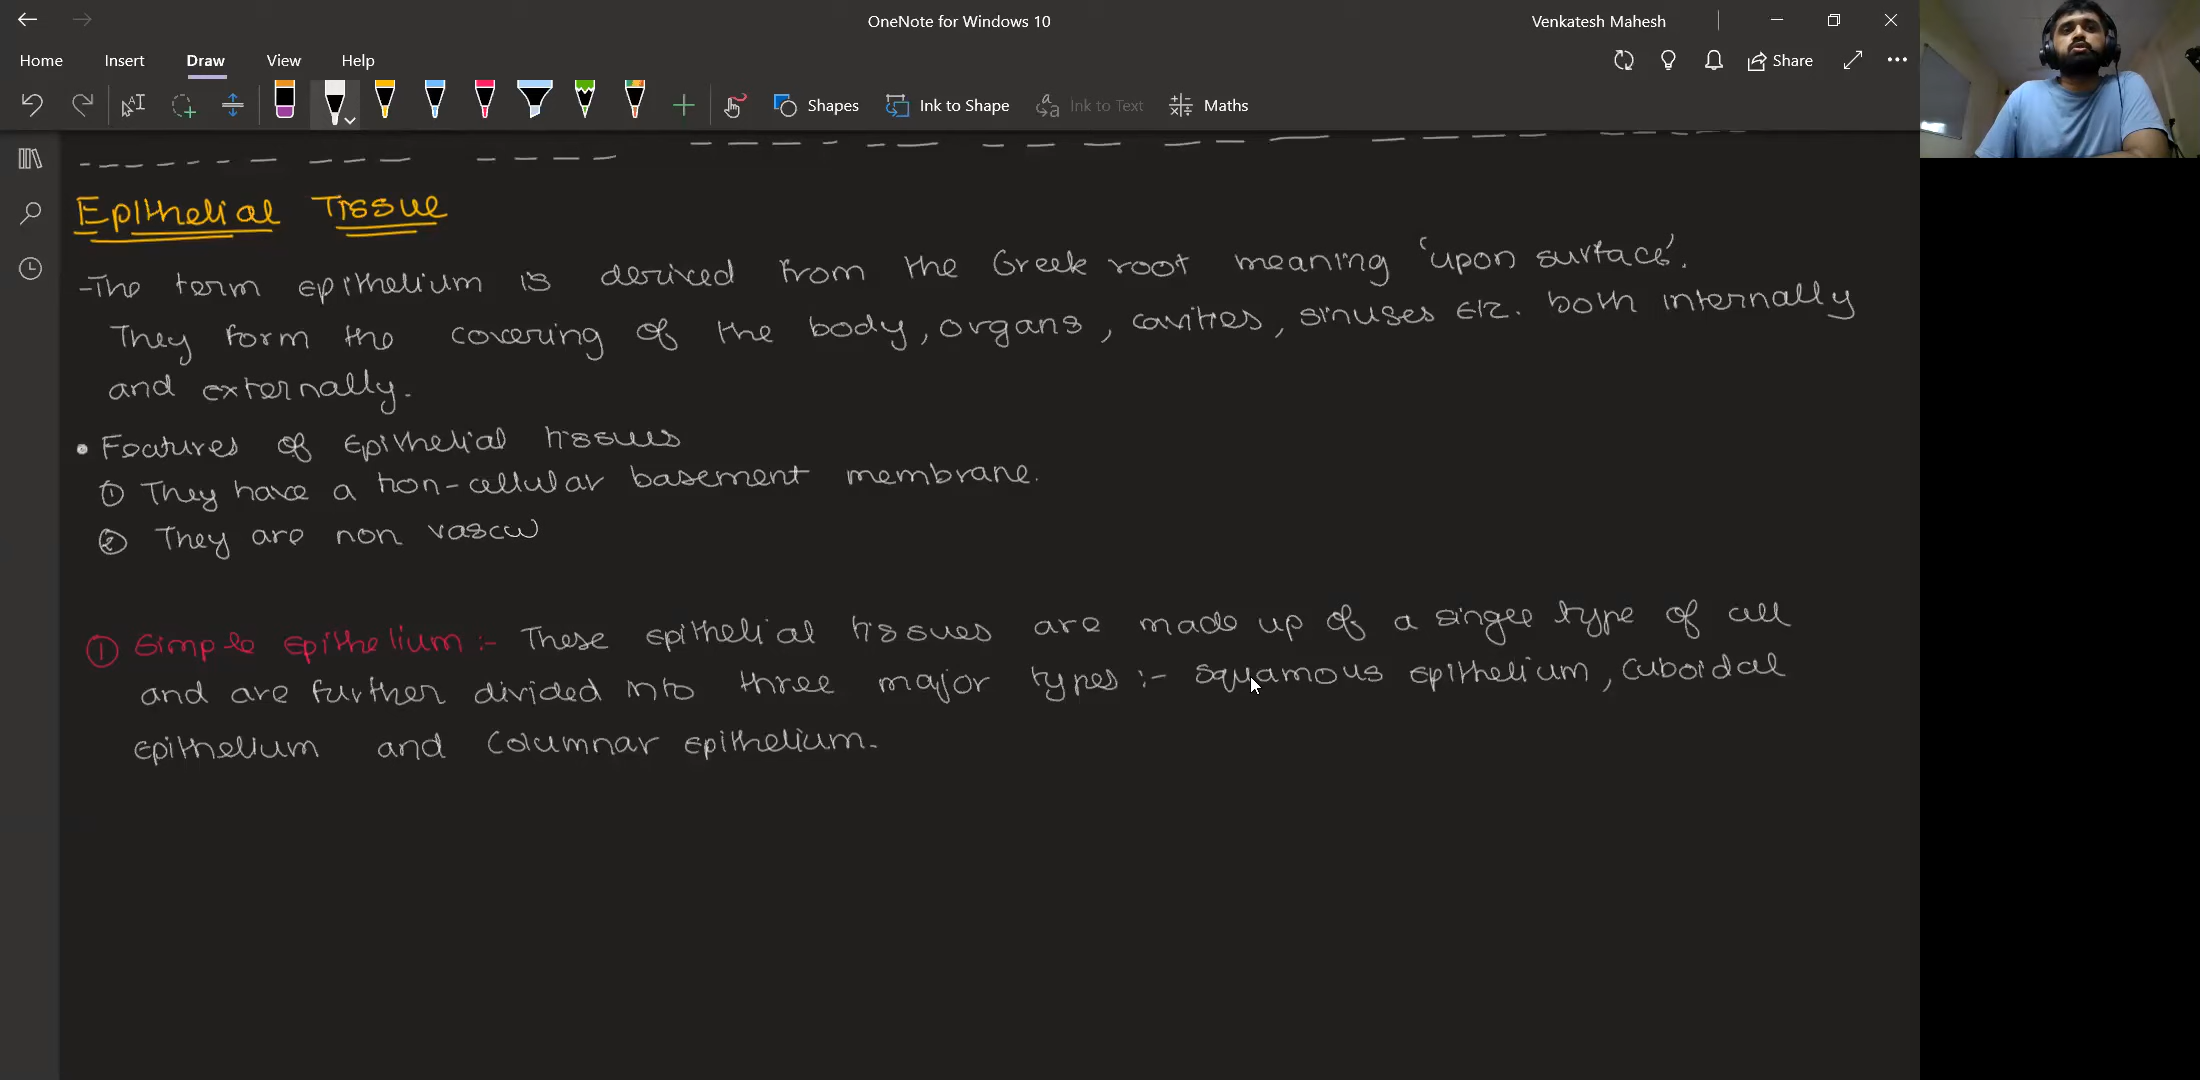 OneNote for Windows 10
Venkatesh Mahesh
Home Insert Draw View Help
Share
Shapes Ink to Shape Ink to Text Maths
Epithelial Tissue
-The term epithelium is derived from the Greek root meaning 'upon surface'.
They form the covering of the body, organs, cavities, sinuses etc. both internally
and externally.
• Features of Epithelial tissues
① They have a non-cellular basement membrane.
② They are non vascu
① Simple Epithelium:- These epithelial tissues are made up of a single type of cell
and are further divided into three major types:- squamous epithelium, cuboidal
epithelium and columnar epithelium.